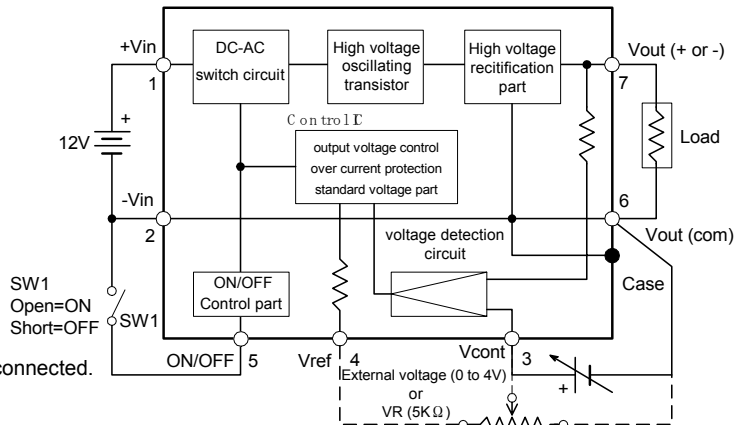 +Vin
1
DC-AC
switch circuit
High voltage
oscillating
transistor
High voltage
rectification
part
Vout (+ or -)
7
12V
+
Control IC
output voltage control
over current protection
standard voltage part
Load
-Vin
2
6
Vout (com)
voltage detection
circuit
Case
SW1
Open=ON
Short=OFF
SW1
ON/OFF
Control part
connected.
ON/OFF
5
Vref
4
Vcont
3
External voltage (0 to 4V)
or
VR (5KΩ)
+